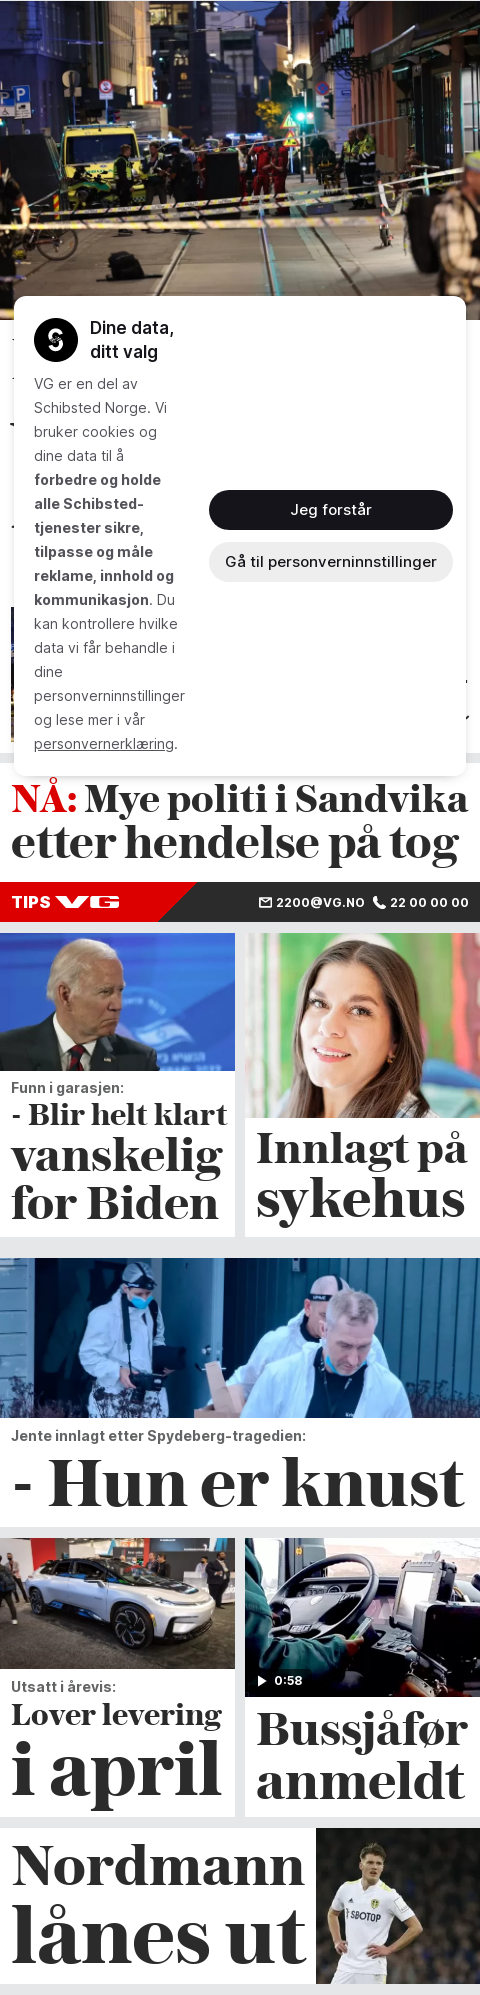 Dine data,
ditt valg
VG er en del av
Schibsted Norge. Vi
bruker cookies og
dine data til å
forbedre og holde
alle Schibsted-
tjenester sikre,
tilpasse og måle
reklame, innhold og
kommunikasjon. Du
kan kontrollere hvilke
data vi får behandle i
dine
personverninnstillinger
og lese mer i vår
personvernerklæring.
Jeg forstår
Gå til personverninnstillinger
NÅ: Mye politi i Sandvika
etter hendelse på tog
TIPS VG
2200@VG.NO 22 00 00 00
Funn i garasjen:
- Blir helt klart
vanskelig
for Biden
Innlagt på
sykehus
Jente innlagt etter Spydeberg-tragedien:
- Hun er knust
Utsatt i årevis:
Lover levering
i april
0:58
Bussjåfør
anmeldt
Nordmann
lånes ut
SBOTOP